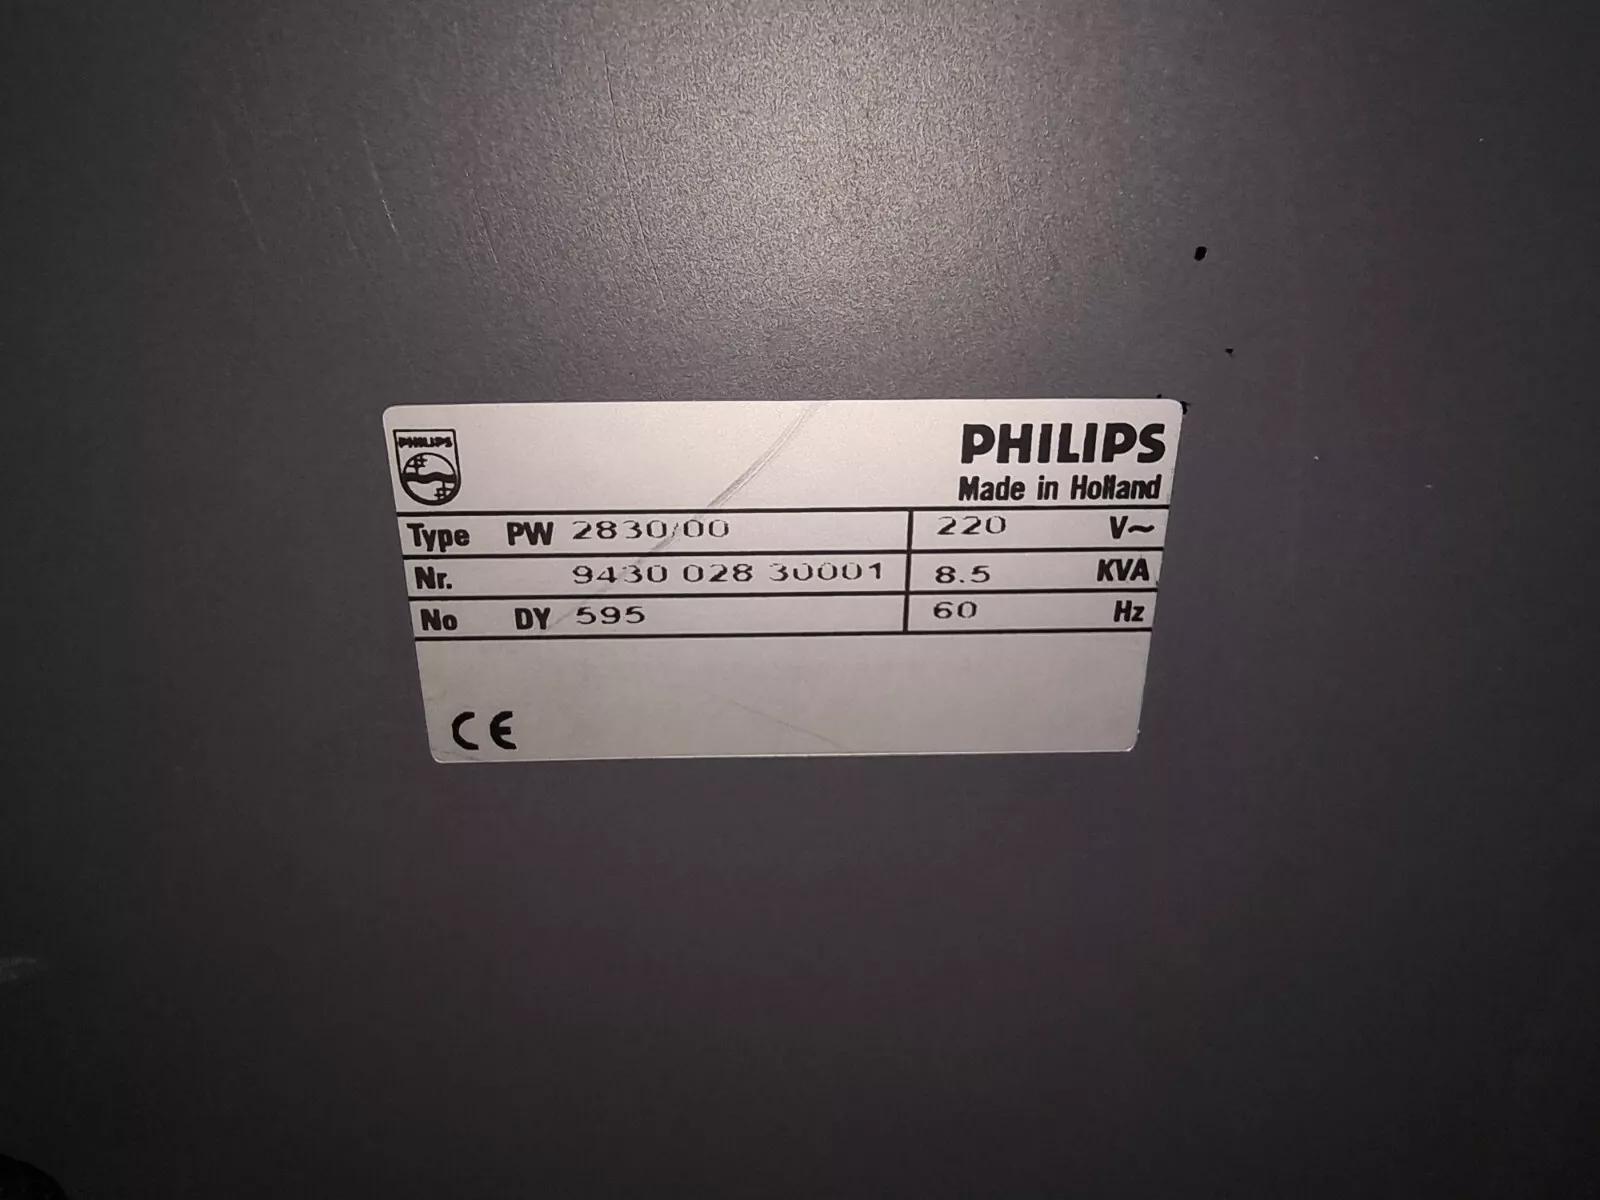 PHILIPS
PHILIPS
Made in Holland
Type PW 2830/00 220 V~
Nr. 9430 028 30001 8.5 KVA
No DY 595 60 Hz
CE